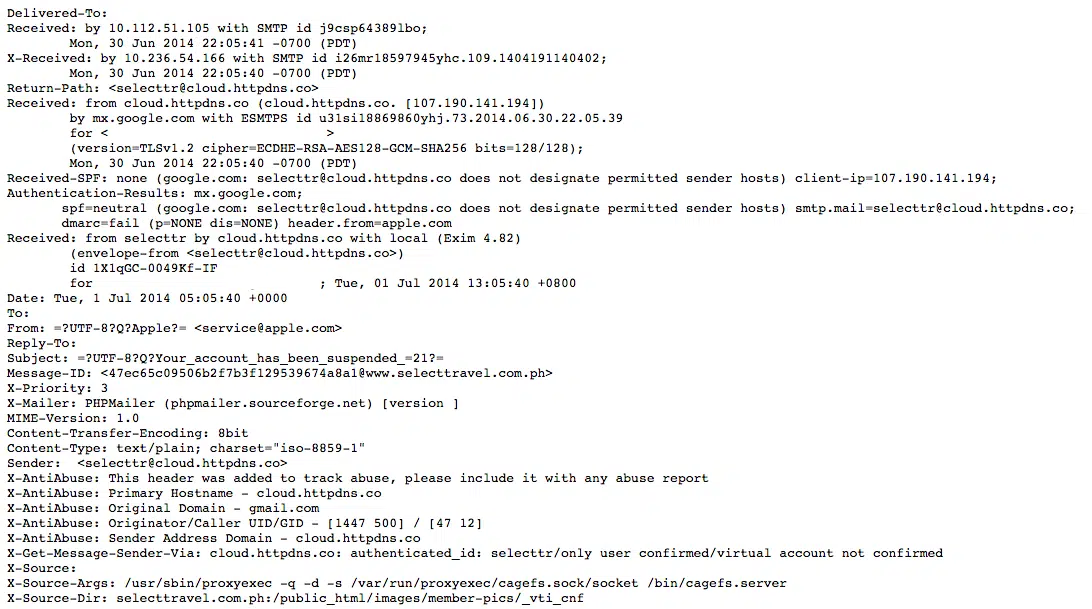 Delivered-To:
Received: by 10.112.51.105 with SMTP id j9csp64389lbo;
Mon, 30 Jun 2014 22:05:41 -0700 (PDT)
X-Received: by 10.236.54.166 with SMTP id i26mr18597945yhc.109.1404191140402;
Mon, 30 Jun 2014 22:05:40 -0700 (PDT)
Return-Path: <selecttr@cloud.httpdns.co>
Received: from cloud.httpdns.co (cloud.httpdns.co. [107.190.141.194])
by mx.google.com with ESMTPS id u31si18869860yhj.73.2014.06.30.22.05.39
for < >
(version=TLSv1.2 cipher=ECDHE-RSA-AES128-GCM-SHA256 bits=128/128);
Mon, 30 Jun 2014 22:05:40 -0700 (PDT)
Received-SPF: none (google.com: selecttr@cloud.httpdns.co does not designate permitted sender hosts) client-ip=107.190.141.194;
Authentication-Results: mx.google.com;
spf=neutral (google.com: selecttr@cloud.httpdns.co does not designate permitted sender hosts) smtp.mail=selecttr@cloud.httpdns.co;
dmarc=fail (p=NONE dis=NONE) header.from=apple.com
Received: from selecttr by cloud.httpdns.co with local (Exim 4.82)
(envelope-from <selecttr@cloud.httpdns.co>)
id 1X1qGC-0049Kf-IF
for ; Tue, 01 Jul 2014 13:05:40 +0800
Date: Tue, 1 Jul 2014 05:05:40 +0000
To:
From: =?UTF-8?Q?Apple?= <service@apple.com>
Reply-To:
Subject: =?UTF-8?Q?Your_account_has_been_suspended_=21?=
Message-ID: <47ec65c09506b2f7b3f129539674a8a1@www.selecttravel.com.ph>
X-Priority: 3
X-Mailer: PHPMailer (phpmailer.sourceforge.net) [version ]
MIME-Version: 1.0
Content-Transfer-Encoding: 8bit
Content-Type: text/plain; charset="iso-8859-1"
Sender: <selecttr@cloud.httpdns.co>
X-AntiAbuse: This header was added to track abuse, please include it with any abuse report
X-AntiAbuse: Primary Hostname - cloud.httpdns.co
X-AntiAbuse: Original Domain - gmail.com
X-AntiAbuse: Originator/Caller UID/GID - [1447 500] / [47 12]
X-AntiAbuse: Sender Address Domain - cloud.httpdns.co
X-Get-Message-Sender-Via: cloud.httpdns.co: authenticated_id: selecttr/only user confirmed/virtual account not confirmed
X-Source:
X-Source-Args: /usr/sbin/proxyexec -q -d -s /var/run/proxyexec/cagefs.sock/socket /bin/cagefs.server
X-Source-Dir: selecttravel.com.ph:/public_html/images/member-pics/_vti_cnf